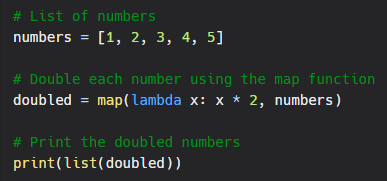 # List of numbers
numbers = [1, 2, 3, 4, 5]
# Double each number using the map function
doubled = map(lambda x: x * 2, numbers)
# Print the doubled numbers
print(list(doubled))